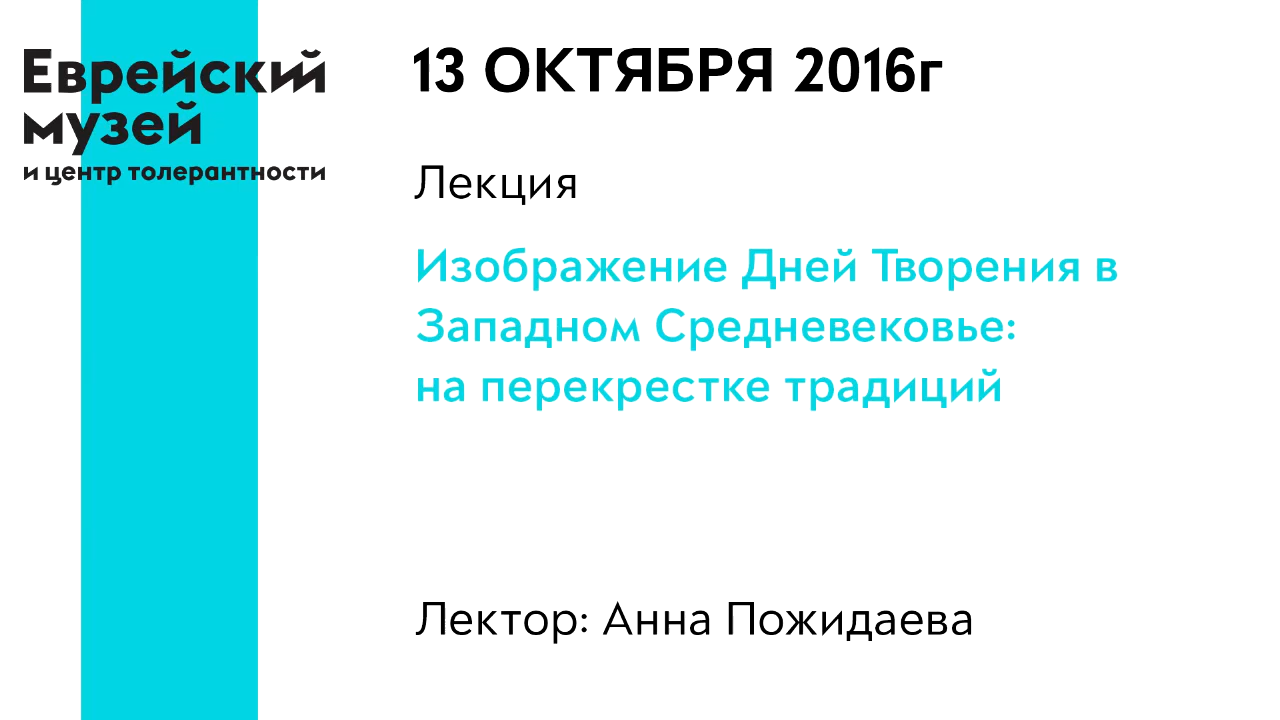 Еврейский
музей
и центр толерантности
13 ОКТЯБРЯ 2016г
Лекция
Изображение Дней Творения в
Западном Средневековье:
на перекрестке традиций
Лектор: Анна Пожидаева